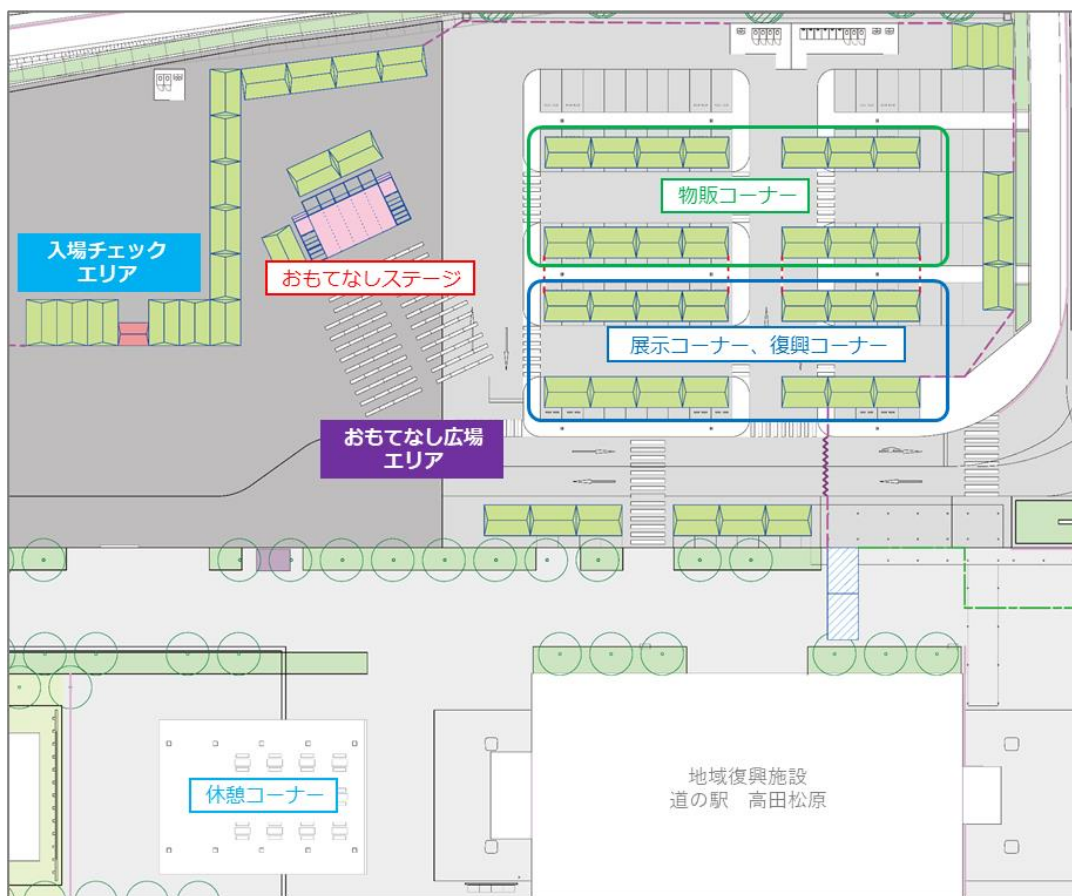 物販コーナー
入場チェック
エリア
おもてなしステージ
展示コーナー、復興コーナー
おもてなし広場
エリア
地域復興施設
道の駅　高田松原
休憩コーナー